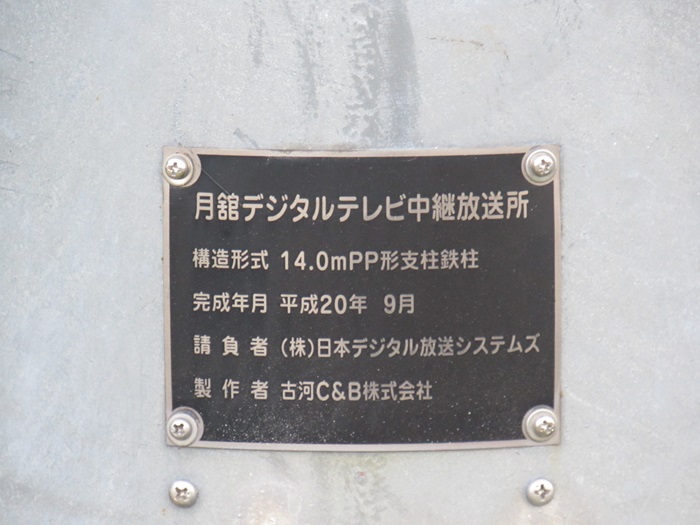 月舘デジタルテレビ中継放送所
構造形式 14.0mPP形支柱鉄柱
完成年月 平成20年 9月
請負者 (株)日本デジタル放送システムズ
製作者 古河C&B株式会社